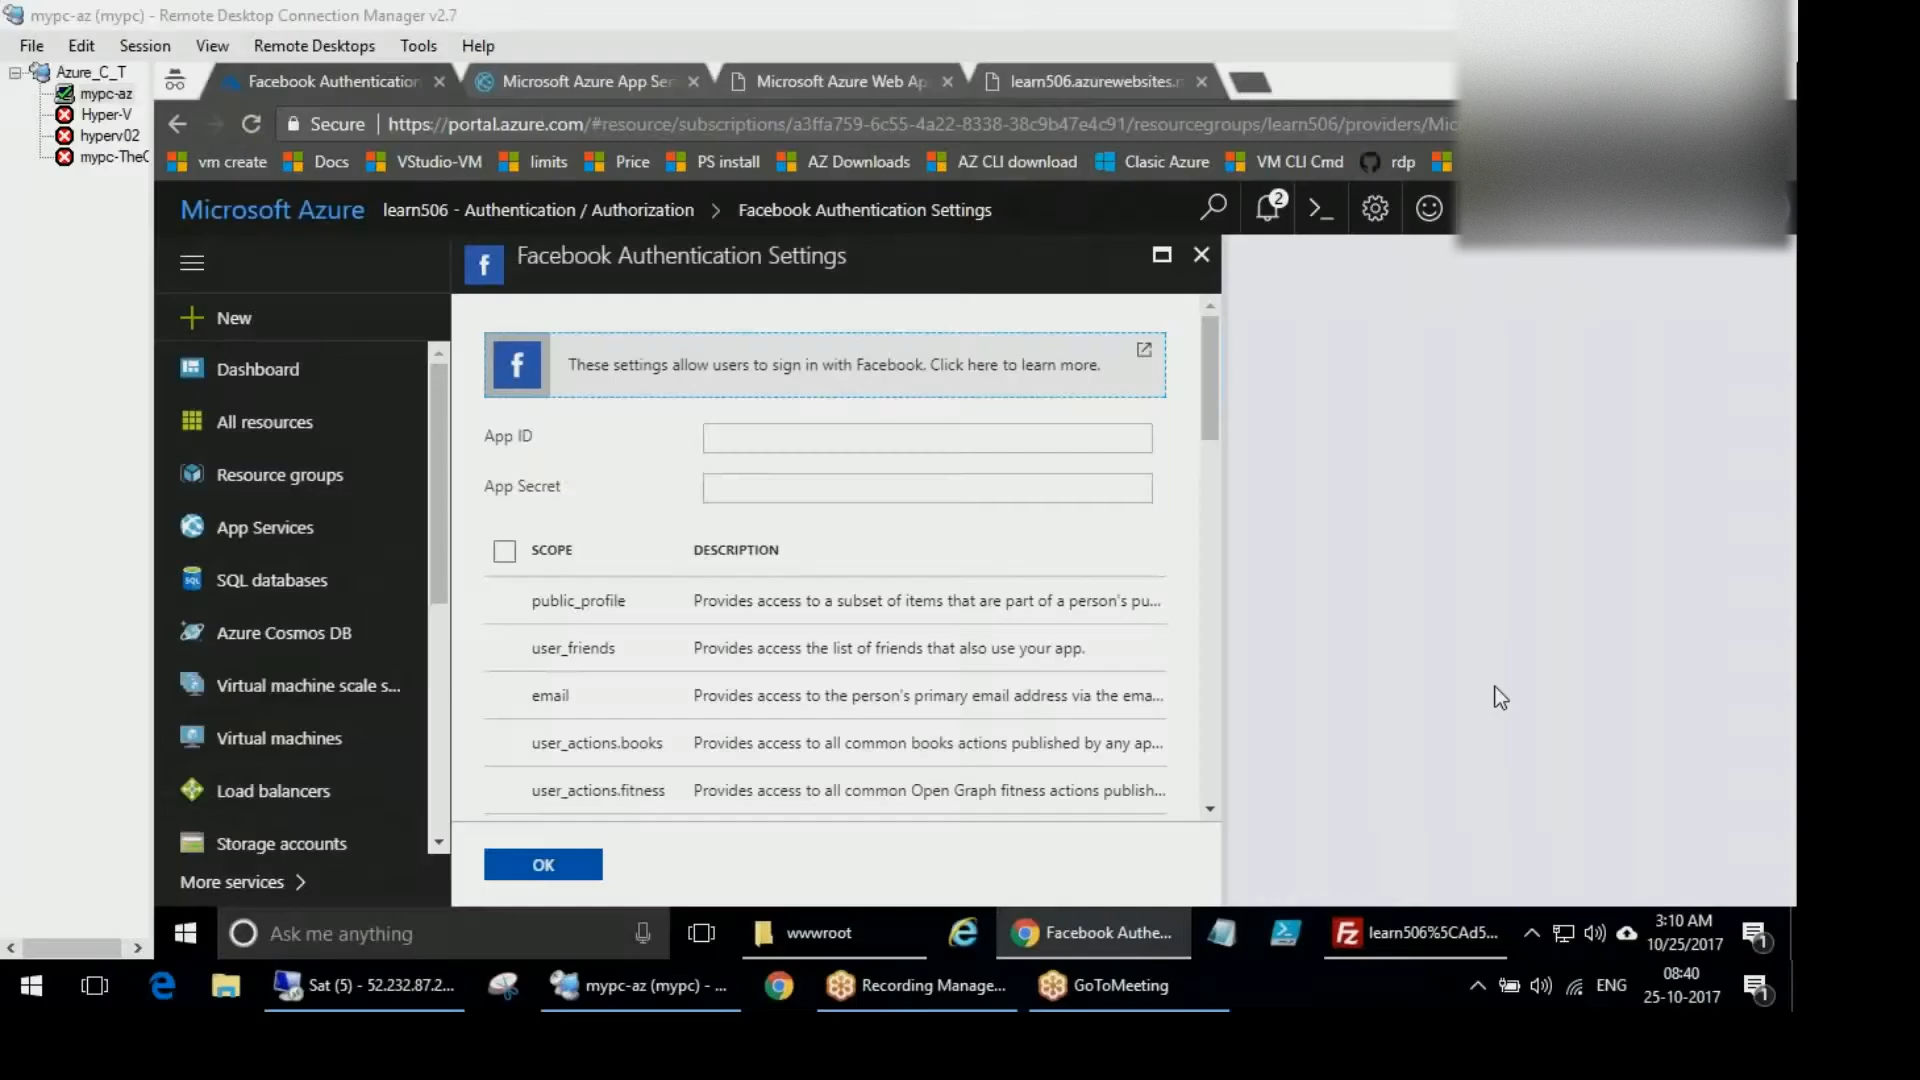 mypc-az (mypc) - Remote Desktop Connection Manager v2.7
File Edit Session View Remote Desktops Tools Help
Azure_C_T
mypc-az
Hyper-V
hyperv02
mypc-TheC
Facebook Authentication
Microsoft Azure App Ser
Microsoft Azure Web Ap
learn506.azurewebsites.n
Secure https://portal.azure.com/#resource/subscriptions/a3ffa759-6c55-4a22-8338-38c9b47e4c91/resourcegroups/learn506/providers/Mic
vm create Docs VStudio-VM limits Price PS install AZ Downloads AZ CLI download Clasic Azure VM CLI Cmd rdp
Microsoft Azure learn506 - Authentication / Authorization > Facebook Authentication Settings
2
>_
Facebook Authentication Settings
New
Dashboard
All resources
Resource groups
App Services
SQL databases
Azure Cosmos DB
Virtual machine scale s...
Virtual machines
Load balancers
Storage accounts
More services >
These settings allow users to sign in with Facebook. Click here to learn more.
App ID
App Secret
SCOPE DESCRIPTION
public_profile Provides access to a subset of items that are part of a person's pu...
user_friends Provides access the list of friends that also use your app.
email Provides access to the person's primary email address via the ema...
user_actions.books Provides access to all common books actions published by any ap...
user_actions.fitness Provides access to all common Open Graph fitness actions publish...
OK
Ask me anything
wwwroot
Facebook Authe...
learn506%5CAd5...
3:10 AM
10/25/2017
1
Sat (5) - 52.232.87.2...
mypc-az (mypc) - ...
Recording Manage...
GoToMeeting
ENG
08:40
25-10-2017
1